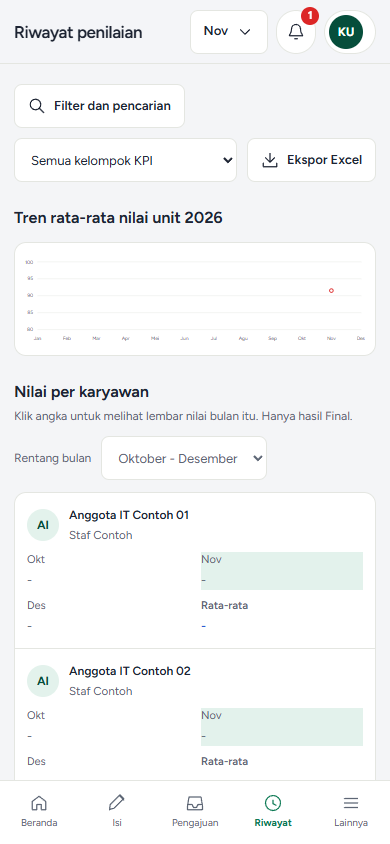 Riwayat penilaian
Nov
1
KU
Filter dan pencarian
Semua kelompok KPI
Ekspor Excel
Tren rata-rata nilai unit 2026
100
95
90
85
80
Jan Feb Mar Apr Mei Jun Jul Agu Sep Okt Nov Des
Nilai per karyawan
Klik angka untuk melihat lembar nilai bulan itu. Hanya hasil Final.
Rentang bulan
Oktober - Desember
AI
Anggota IT Contoh 01
Staf Contoh
Okt Nov
- -
Des Rata-rata
- -
AI
Anggota IT Contoh 02
Staf Contoh
Okt Nov
- -
Des Rata-rata
Beranda Isi Pengajuan Riwayat Lainnya